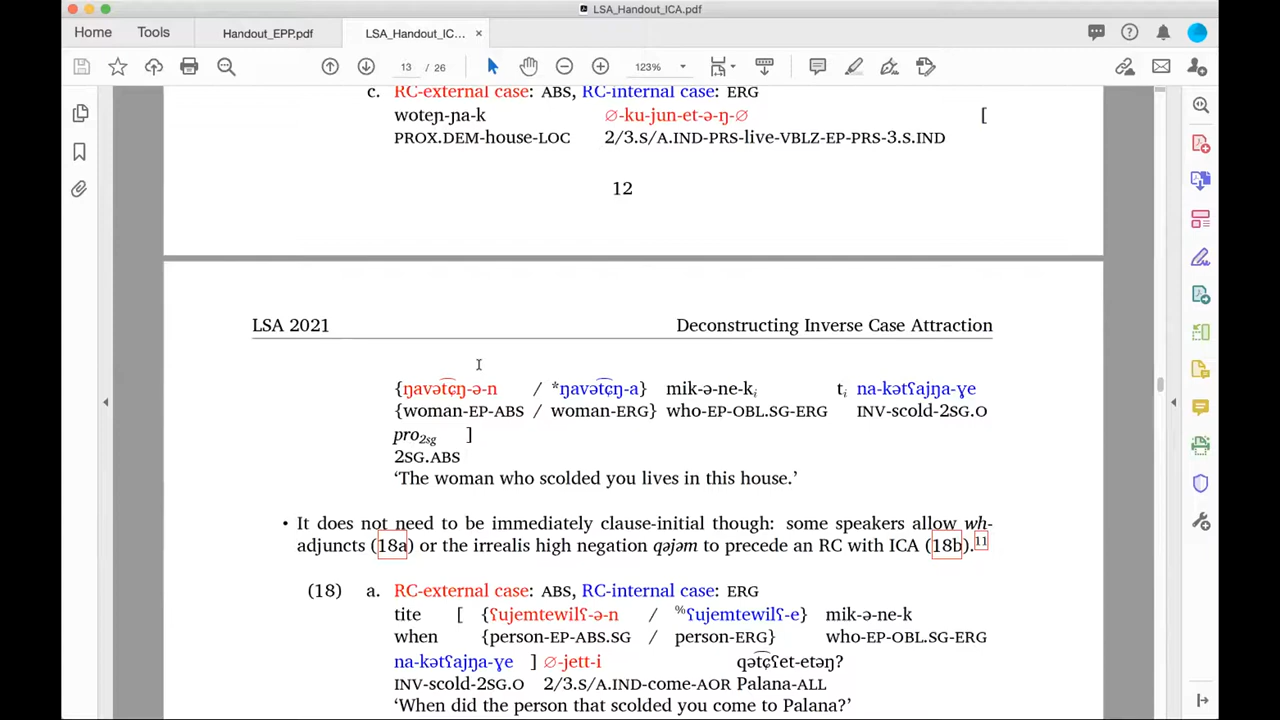 LSA_Handout_ICA.pdf
Home Tools Handout_EPP.pdf LSA_Handout_IC... ×
13 / 26 123%
c. RC-external case: ABS, RC-internal case: ERG
woteɲ-ɲa-k ∅-ku-jun-et-ə-ŋ-∅ [
PROX.DEM-house-LOC 2/3.S/A.IND-PRS-live-VBLZ-EP-PRS-3.S.IND
12
LSA 2021 Deconstructing Inverse Case Attraction
{ŋavət͡ɕŋ-ə-n / *ŋavət͡ɕŋ-a} mik-ə-ne-kᵢ tᵢ na-kətʕajŋa-ɣe
{woman-EP-ABS / woman-ERG} who-EP-OBL.SG-ERG INV-scold-2SG.O
pro₂sg ]
2SG.ABS
‘The woman who scolded you lives in this house.’
• It does not need to be immediately clause-initial though: some speakers allow wh-
adjuncts (18a) or the irrealis high negation qəjəm to precede an RC with ICA (18b).¹¹
(18) a. RC-external case: ABS, RC-internal case: ERG
tite [ {ʕujemtewilʕ-ə-n / %ʕujemtewilʕ-e} mik-ə-ne-k
when {person-EP-ABS.SG / person-ERG} who-EP-OBL.SG-ERG
na-kətʕajŋa-ɣe ] ∅-jett-i qət͡ɕʕet-etəŋ?
INV-scold-2SG.O 2/3.S/A.IND-come-AOR Palana-ALL
‘When did the person that scolded you come to Palana?’